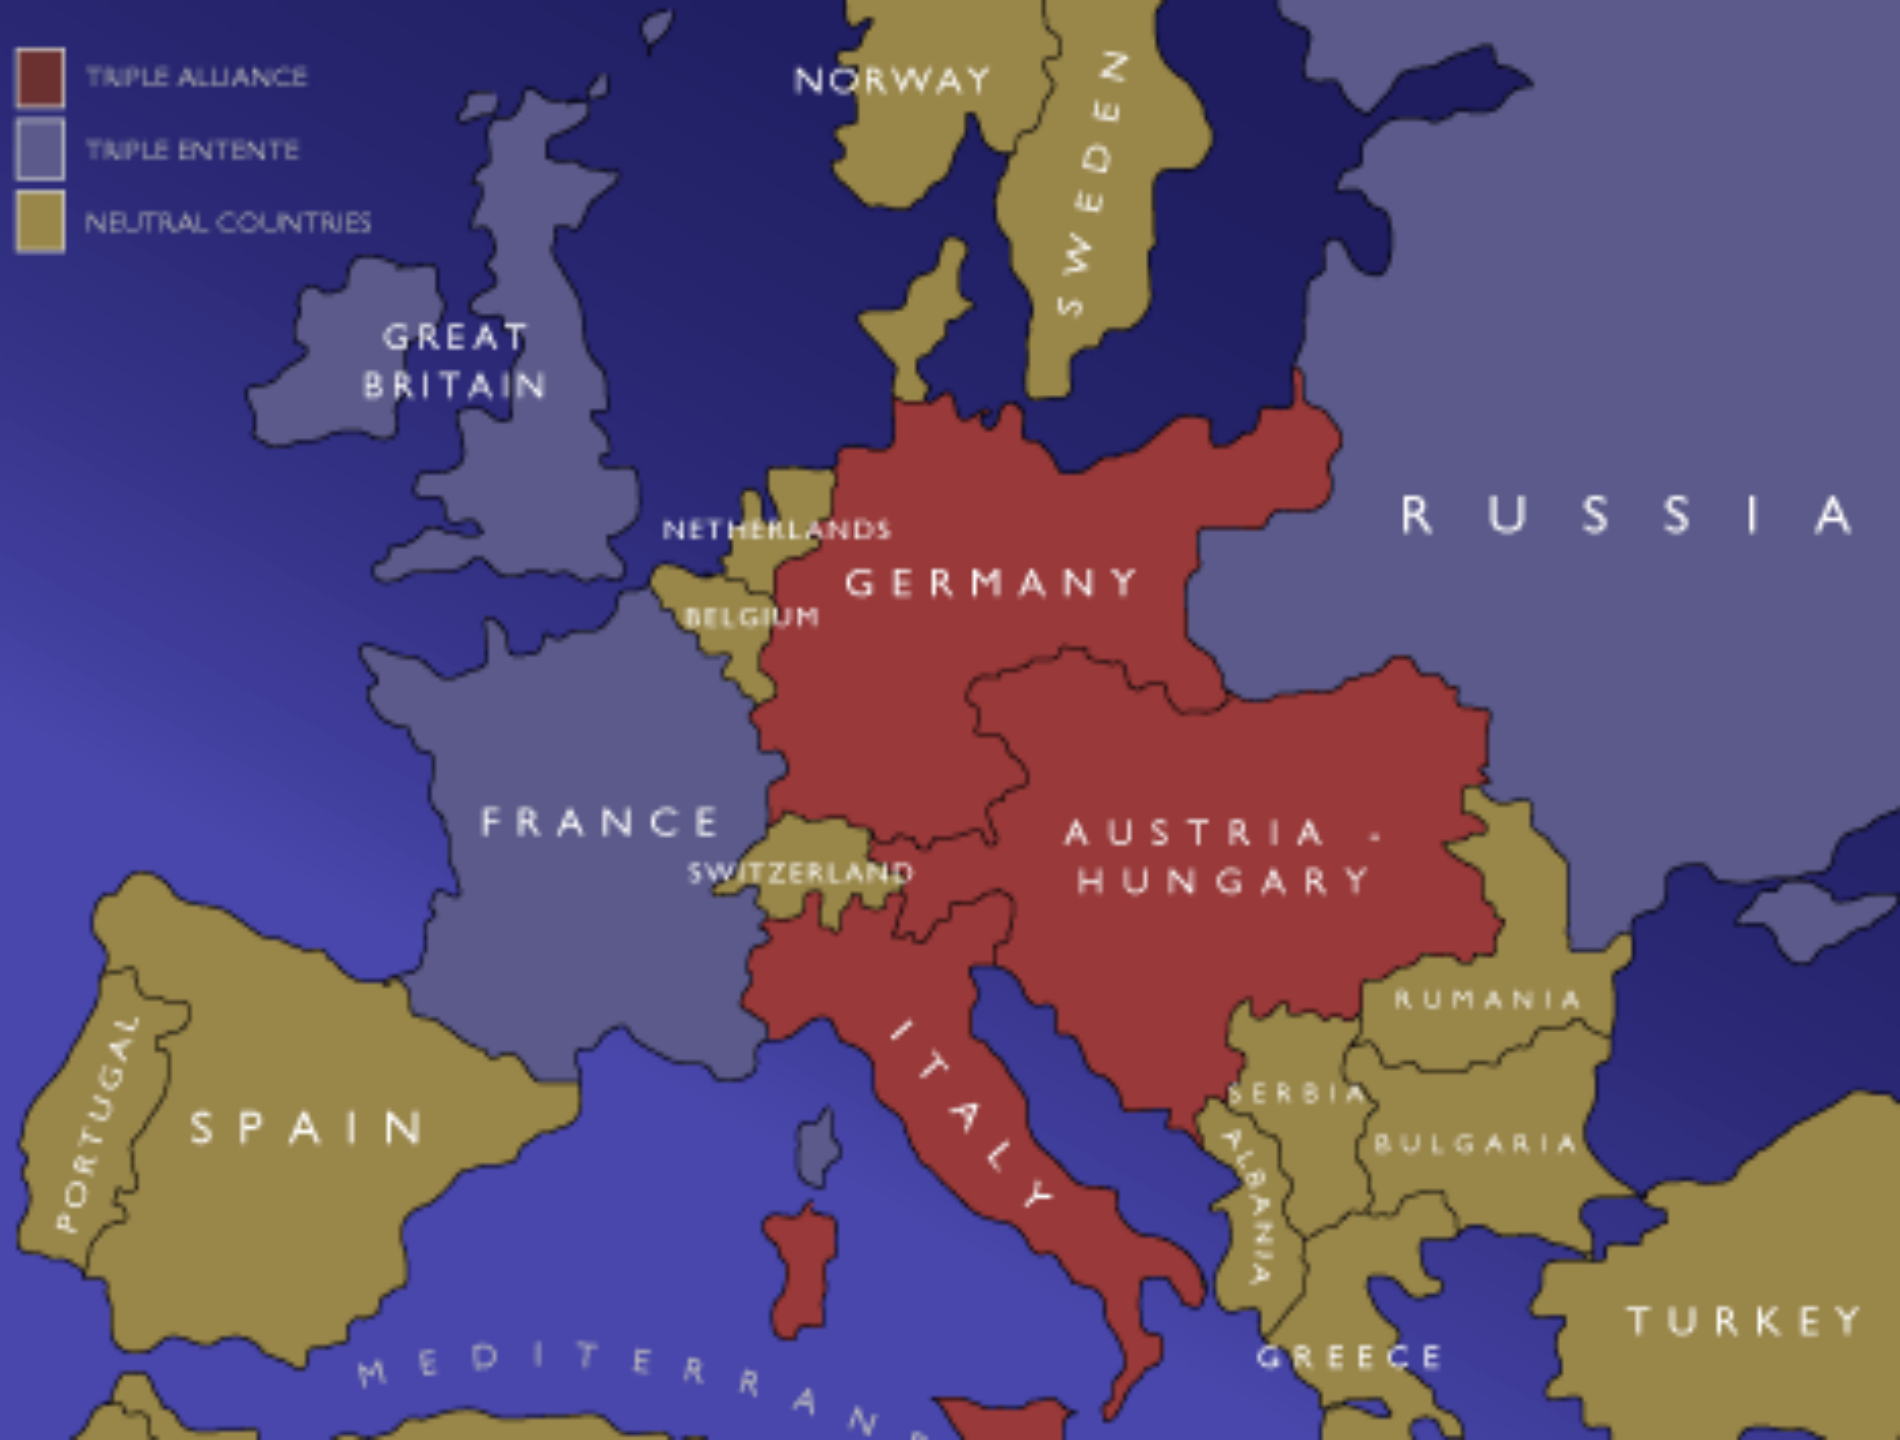 TRIPLE ALLIANCE
TRIPLE ENTENTE
NEUTRAL COUNTRIES
NORWAY
SWEDEN
GREAT
BRITAIN
RUSSIA
NETHERLANDS
GERMANY
BELGIUM
FRANCE
AUSTRIA -
HUNGARY
SWITZERLAND
RUMANIA
ITALY
SERBIA
PORTUGAL
SPAIN
BULGARIA
ALBANIA
TURKEY
GREECE
MEDITERRAN